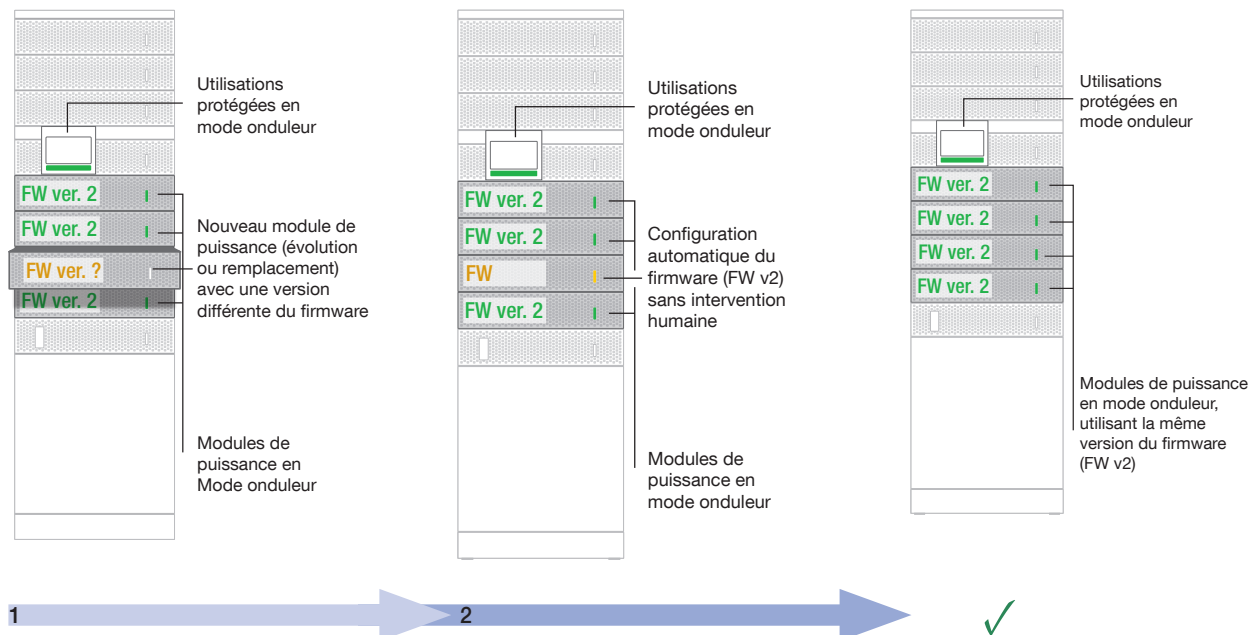 Utilisations
protégées en
mode onduleur
FW ver. 2
FW ver. 2
FW ver. ?
FW ver. 2
Nouveau module de
puissance (évolution
ou remplacement)
avec une version
différente du firmware
Modules de
puissance en
Mode onduleur
Utilisations
protégées en
mode onduleur
FW ver. 2
FW ver. 2
FW
FW ver. 2
Configuration
automatique du
firmware (FW v2)
sans intervention
humaine
Modules de
puissance en
mode onduleur
Utilisations
protégées en
mode onduleur
FW ver. 2
FW ver. 2
FW ver. 2
FW ver. 2
Modules de puissance
en mode onduleur,
utilisant la même
version du firmware
(FW v2)
1
2